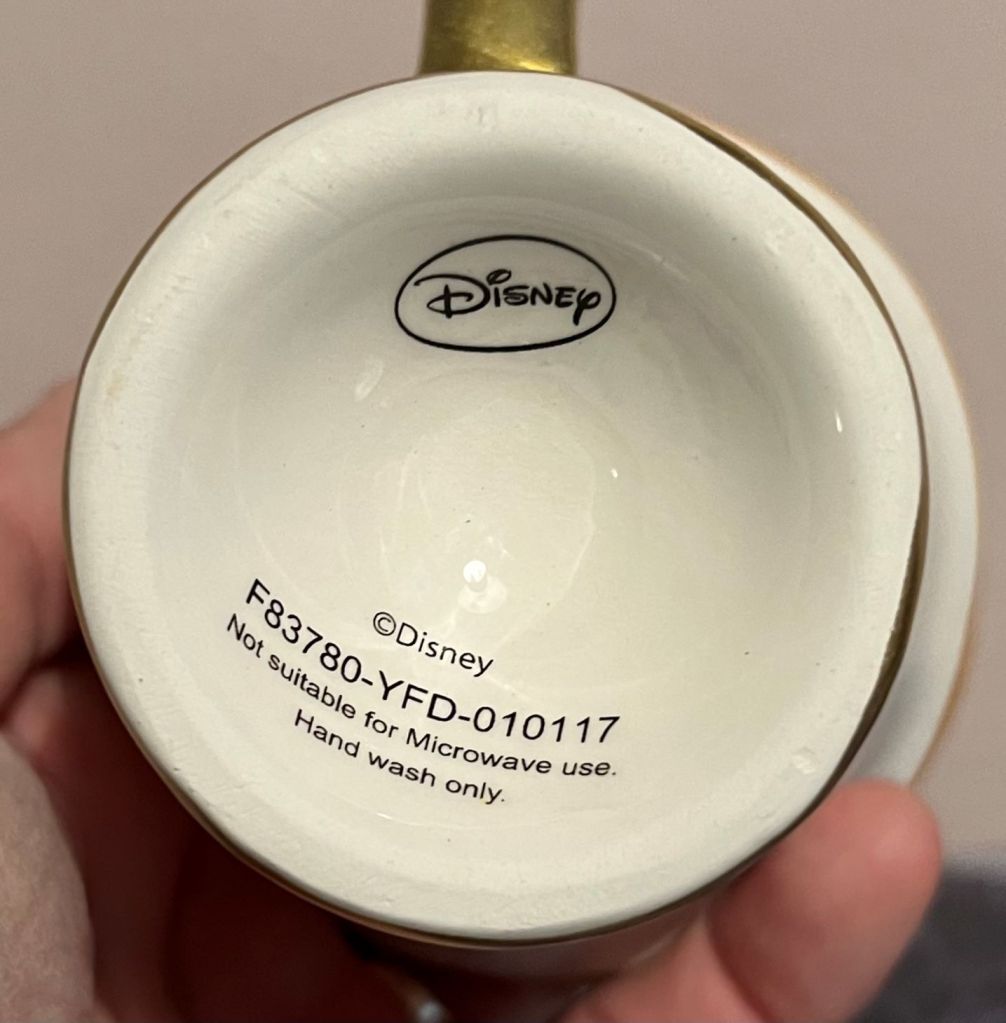 Disney
©Disney
F83780-YFD-010117
Not suitable for Microwave use.
Hand wash only.